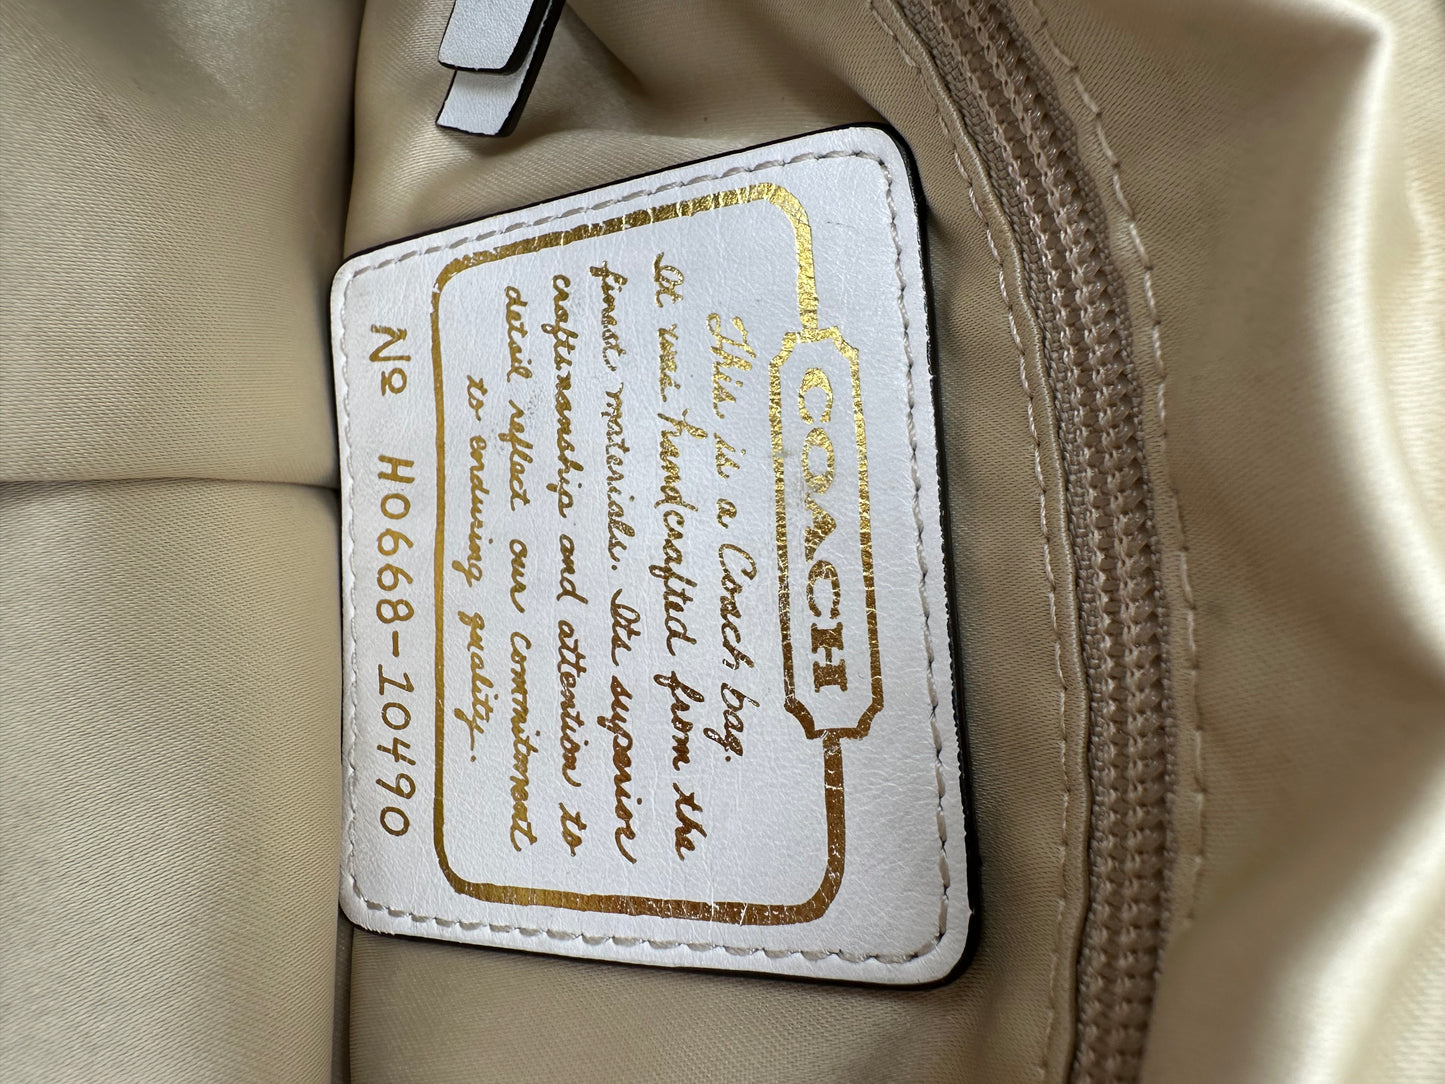 COACH
This is a Coach bag.
It was handcrafted from the
finest materials. Its superior
craftsmanship and attention to
detail reflect our commitment
to enduring quality.
No H0668-10490